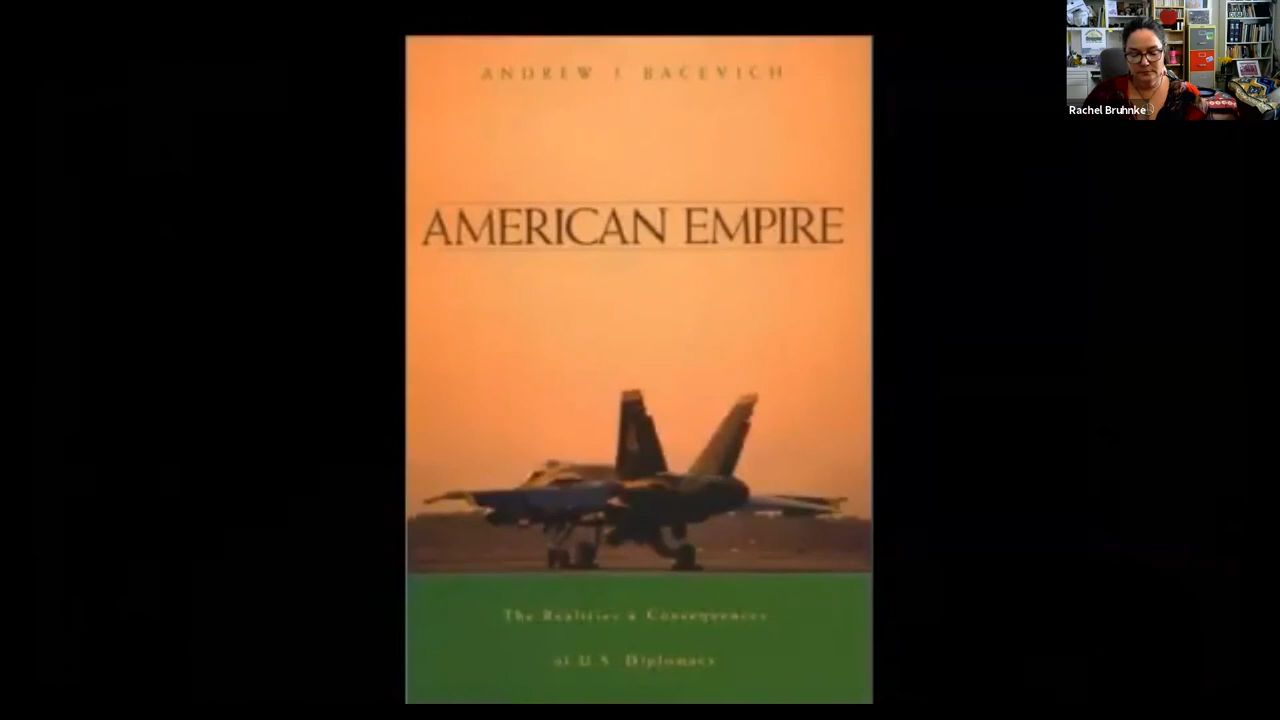 ANDREW J BACEVICH
AMERICAN EMPIRE
The Realities & Consequences
of U.S. Diplomacy
Rachel Bruhnke